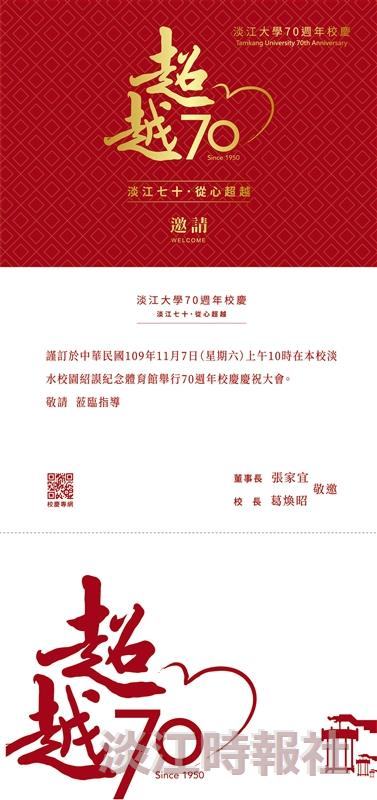 淡江大學70週年校慶
Tamkang University 70th Anniversary
超
越70
Since 1950
淡江七十·從心超越
邀請
WELCOME
淡江大學70週年校慶
淡江七十·從心超越
謹訂於中華民國109年11月7日(星期六)上午10時在本校淡
水校園紹謨紀念體育館舉行70週年校慶慶祝大會。
敬請 蒞臨指導
董事長 張家宜
校 長 葛煥昭
敬邀
校慶專網
超
越70
Since 1950
淡江時報社